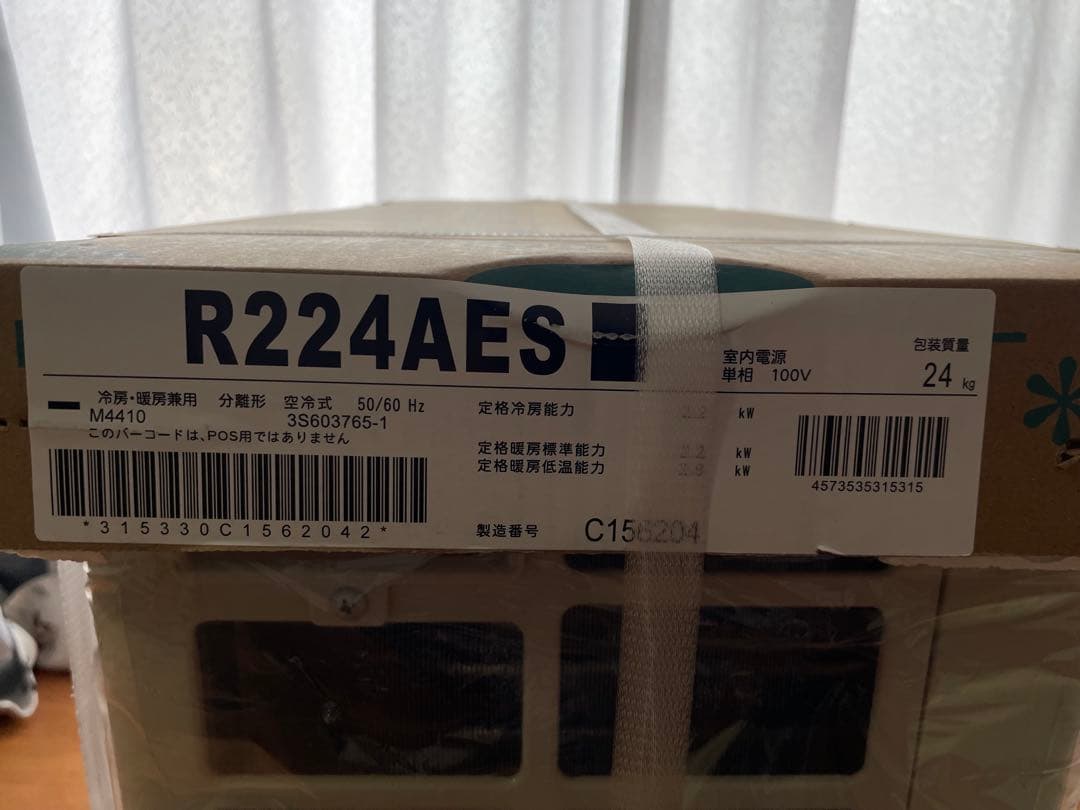 R224AES
室内電源
単相 100V
包装質量
24 kg
冷房・暖房兼用 分離形 空冷式 50/60 Hz
M4410 3S603765-1
このバーコードは、POS用ではありません
*315330C1562042*
定格冷房能力 kW
定格暖房標準能力 kW
定格暖房低温能力 kW
製造番号 C156204
4573535315315